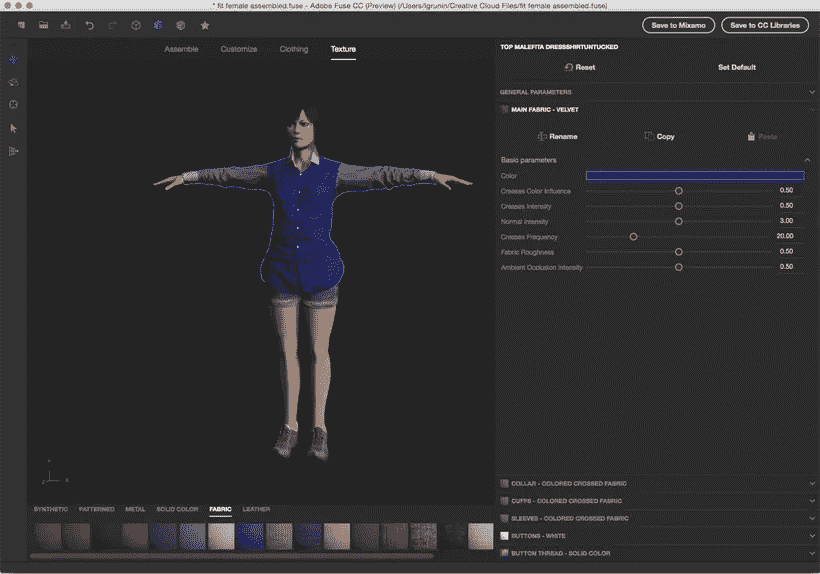 * fit female assembled.fuse - Adobe Fuse CC (Preview) (/Users/lgrunin/Creative Cloud Files/fit female assembled.fuse)
Save to Mixamo
Save to CC Libraries
Assemble
Customize
Clothing
Texture
TOP MALEFITA DRESSSHIRTUNTUCKED
Reset
Set Default
GENERAL PARAMETERS
MAIN FABRIC - VELVET
Rename
Copy
Paste
Basic parameters
Color
Creases Color Influence 0.50
Creases Intensity 0.50
Normal Intensity 3.00
Creases Frequency 20.00
Fabric Roughness 0.50
Ambient Occlusion Intensity 0.50
COLLAR - COLORED CROSSED FABRIC
CUFFS - COLORED CROSSED FABRIC
SLEEVES - COLORED CROSSED FABRIC
BUTTONS - WHITE
BUTTON THREAD - SOLID COLOR
SYNTHETIC PATTERNED METAL SOLID COLOR FABRIC LEATHER